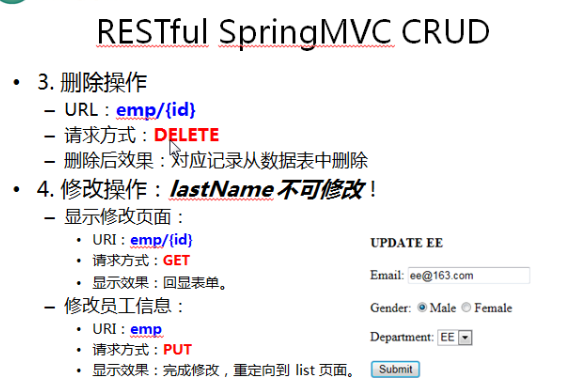 RESTful SpringMVC CRUD
• 3. 删除操作
– URL：emp/{id}
– 请求方式：DELETE
– 删除后效果：对应记录从数据表中删除
• 4. 修改操作：lastName 不可修改！
– 显示修改页面：
• URI：emp/{id}
• 请求方式：GET
• 显示效果：回显表单。
– 修改员工信息：
• URI：emp
• 请求方式：PUT
• 显示效果：完成修改，重定向到 list 页面。
UPDATE EE
Email: ee@163.com
Gender: Male Female
Department: EE
Submit